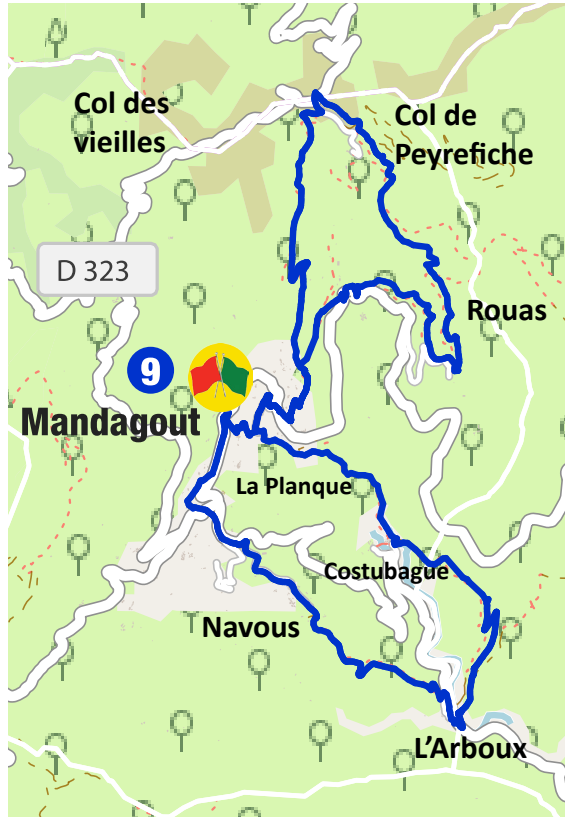 Col des
vieilles
Col de
Peyrefiche
D 323
Rouas
9
Mandagout
La Planque
Costubague
Navous
L'Arboux